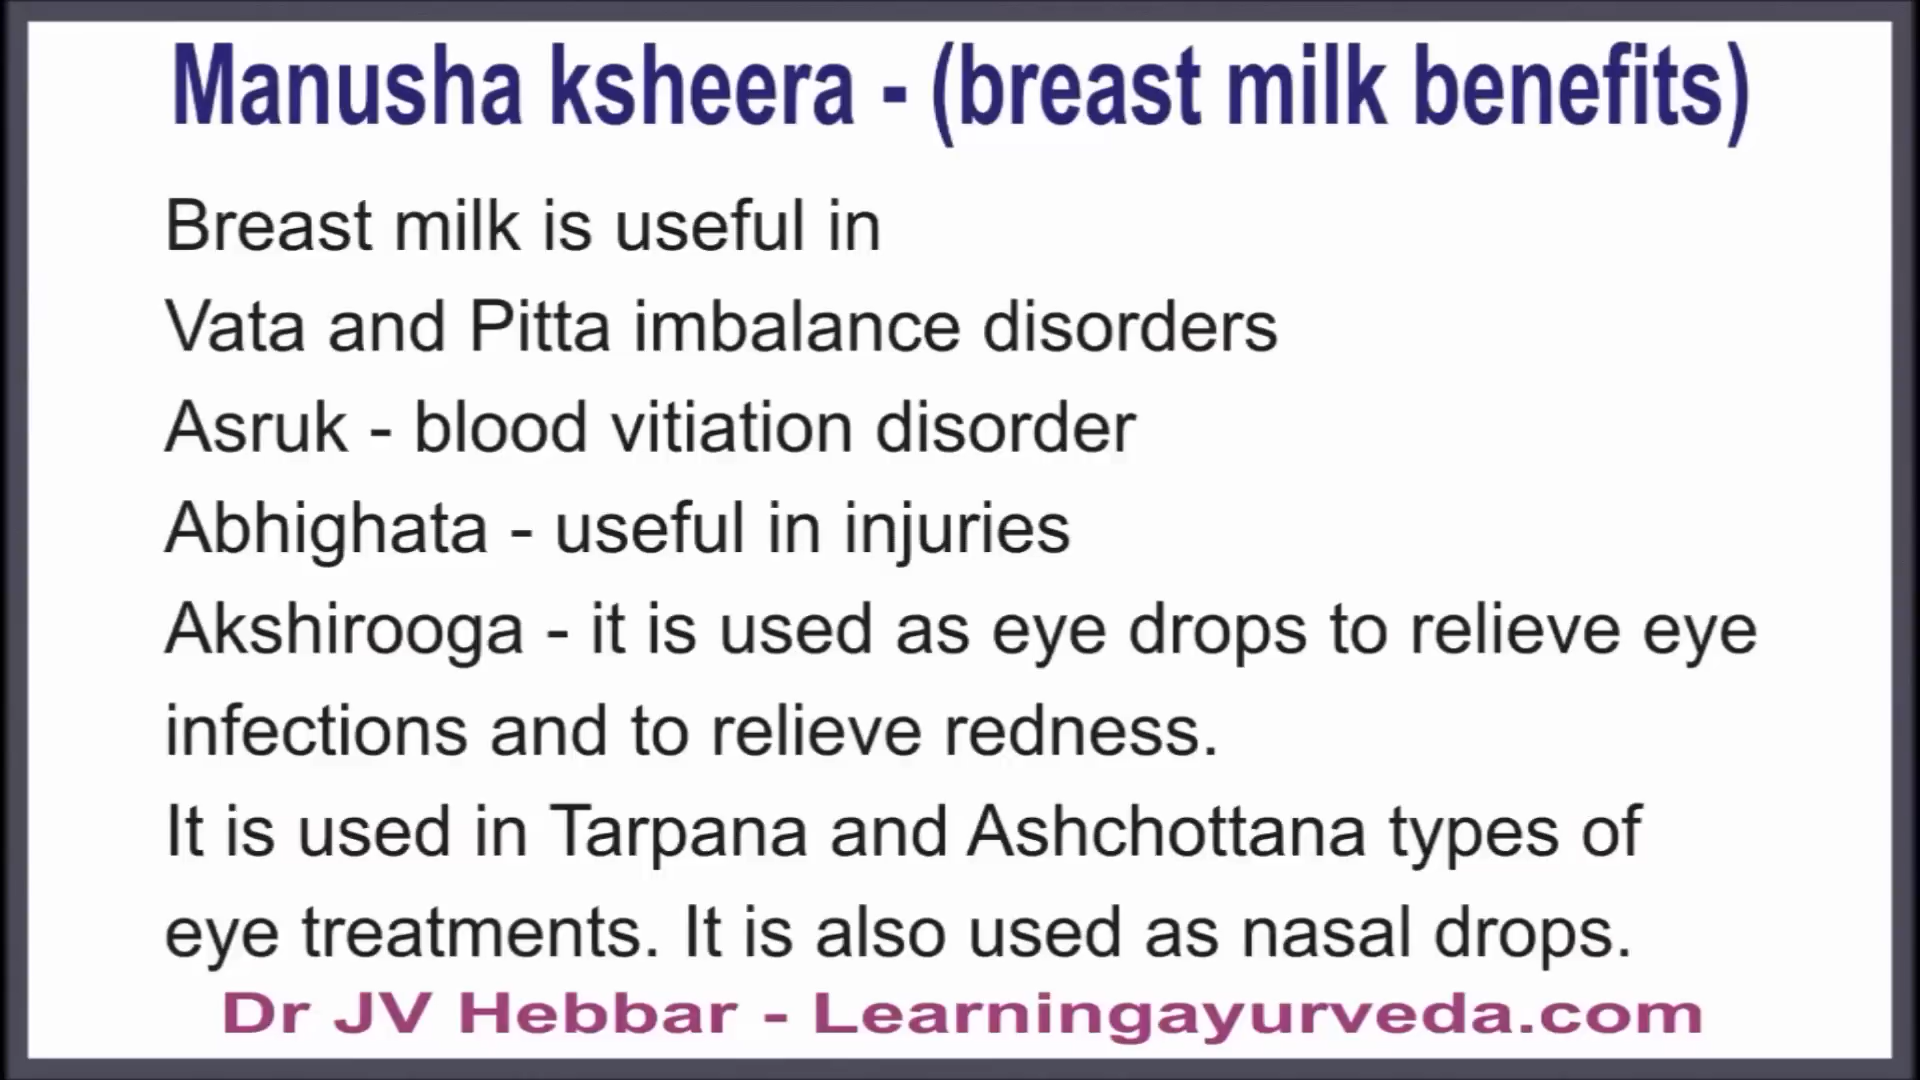 Manusha ksheera - (breast milk benefits)
Breast milk is useful in
Vata and Pitta imbalance disorders
Asruk - blood vitiation disorder
Abhighata - useful in injuries
Akshirooga - it is used as eye drops to relieve eye
infections and to relieve redness.
It is used in Tarpana and Ashchottana types of
eye treatments. It is also used as nasal drops.
Dr JV Hebbar - Learningayurveda.com